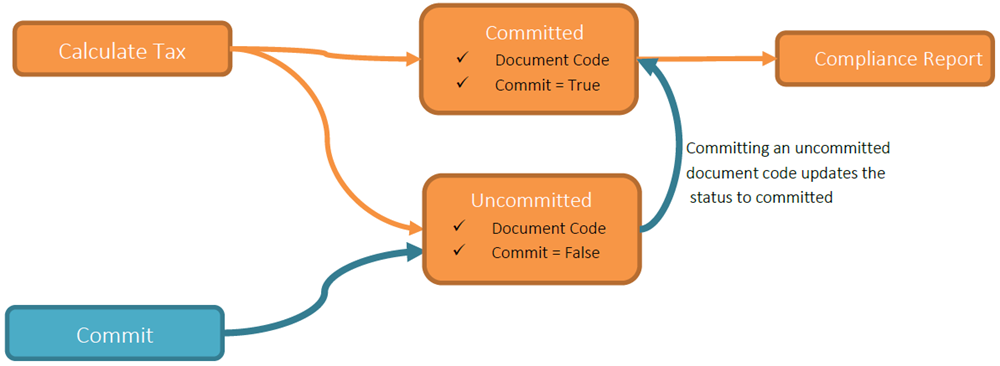 Calculate Tax
Committed
✓ Document Code
✓ Commit = True
Compliance Report
Committing an uncommitted
document code updates the
status to committed
Uncommitted
✓ Document Code
✓ Commit = False
Commit